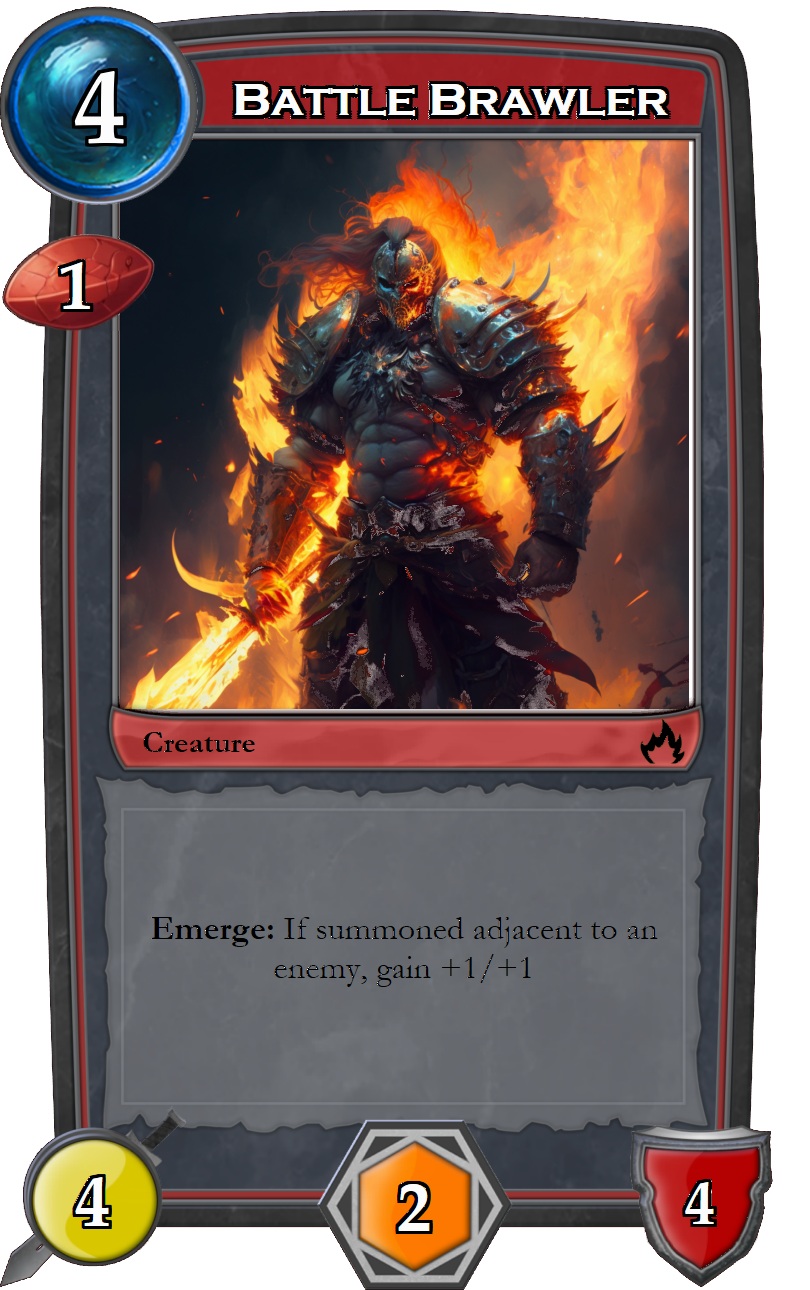 4
BATTLE BRAWLER
1
Creature
Emerge: If summoned adjacent to an
enemy, gain +1/+1
4
2
4